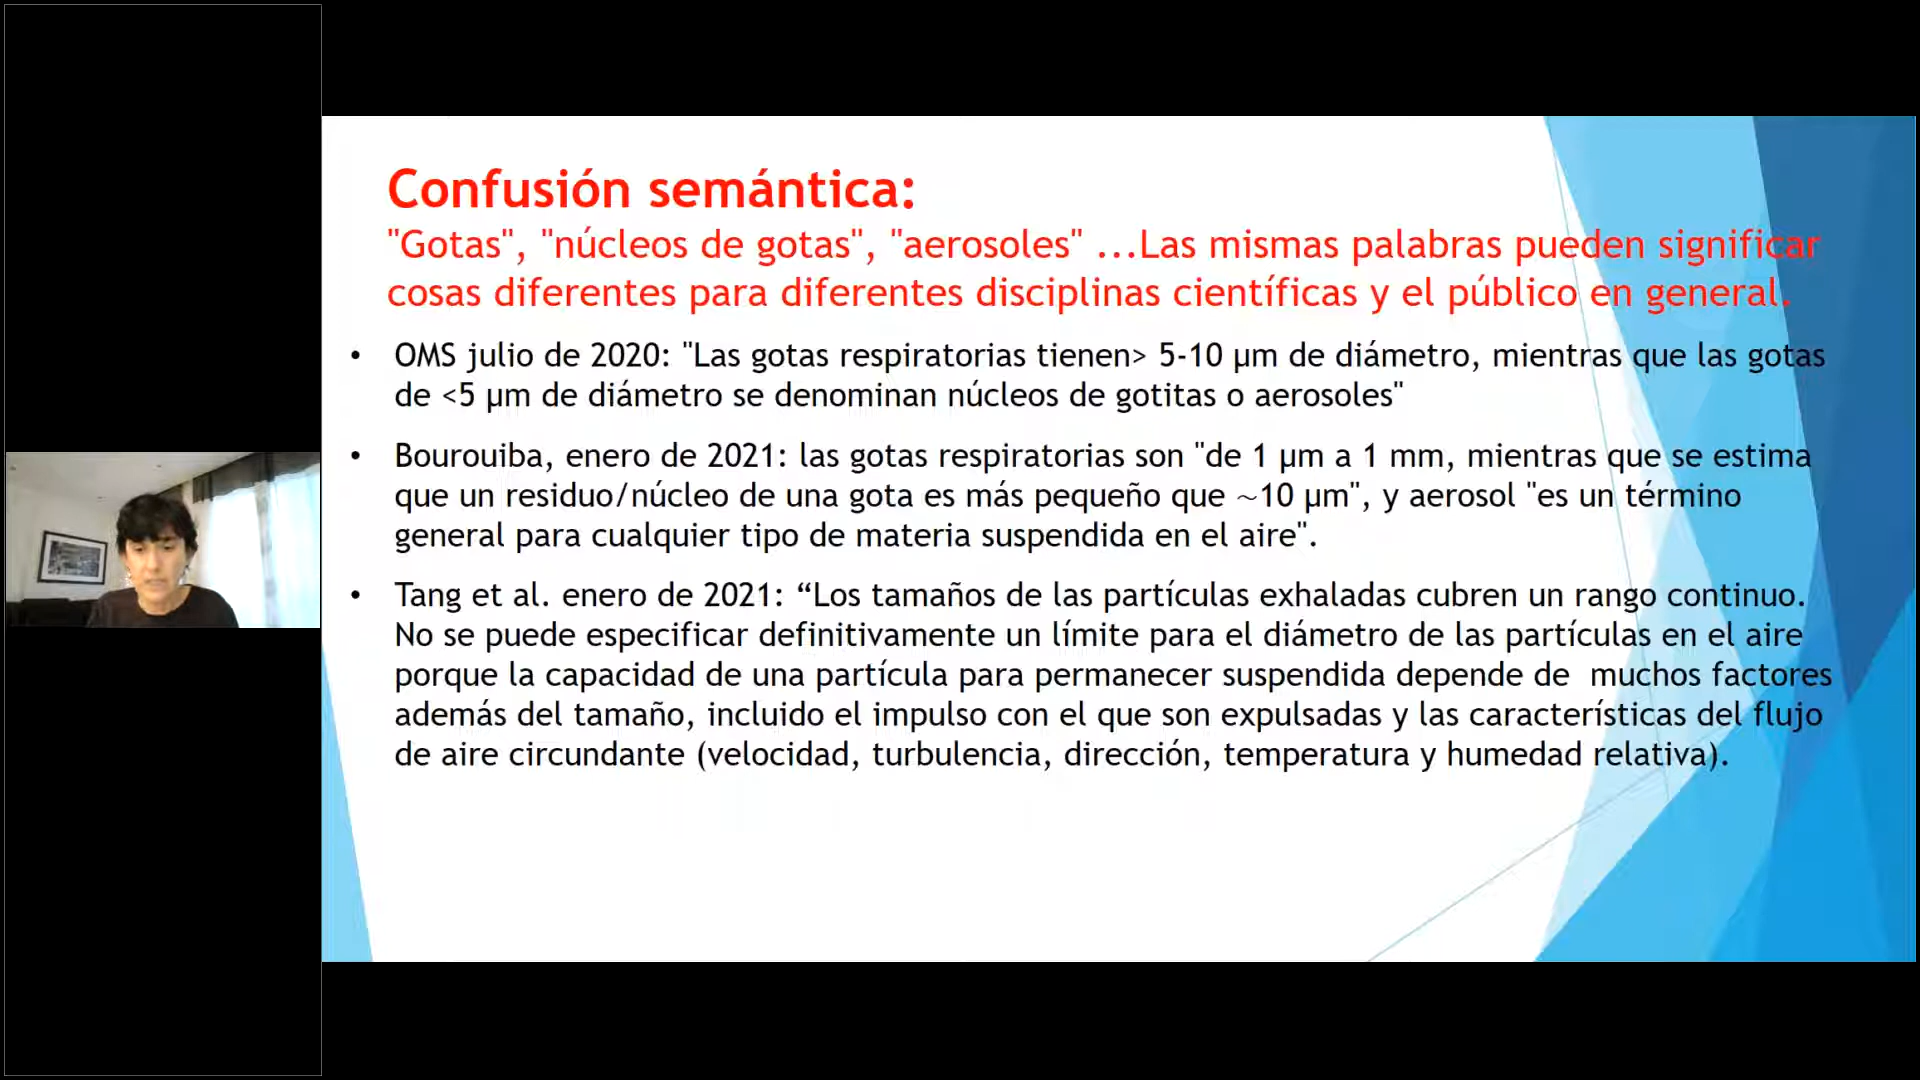 Confusión semántica:
"Gotas", "núcleos de gotas", "aerosoles" ...Las mismas palabras pueden significar
cosas diferentes para diferentes disciplinas científicas y el público en general.
• OMS julio de 2020: "Las gotas respiratorias tienen> 5-10 µm de diámetro, mientras que las gotas
de <5 µm de diámetro se denominan núcleos de gotitas o aerosoles"
• Bourouiba, enero de 2021: las gotas respiratorias son "de 1 µm a 1 mm, mientras que se estima
que un residuo/núcleo de una gota es más pequeño que ~10 µm", y aerosol "es un término
general para cualquier tipo de materia suspendida en el aire".
• Tang et al. enero de 2021: “Los tamaños de las partículas exhaladas cubren un rango continuo.
No se puede especificar definitivamente un límite para el diámetro de las partículas en el aire
porque la capacidad de una partícula para permanecer suspendida depende de  muchos factores
además del tamaño, incluido el impulso con el que son expulsadas y las características del flujo
de aire circundante (velocidad, turbulencia, dirección, temperatura y humedad relativa).